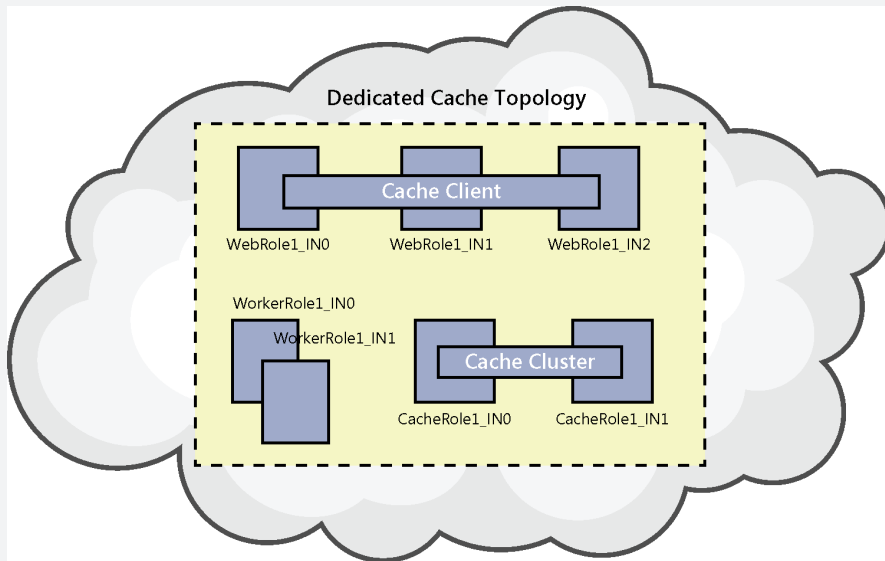 Dedicated Cache Topology
Cache Client
WebRole1_IN0
WebRole1_IN1
WebRole1_IN2
WorkerRole1_IN0
WorkerRole1_IN1
Cache Cluster
CacheRole1_IN0
CacheRole1_IN1